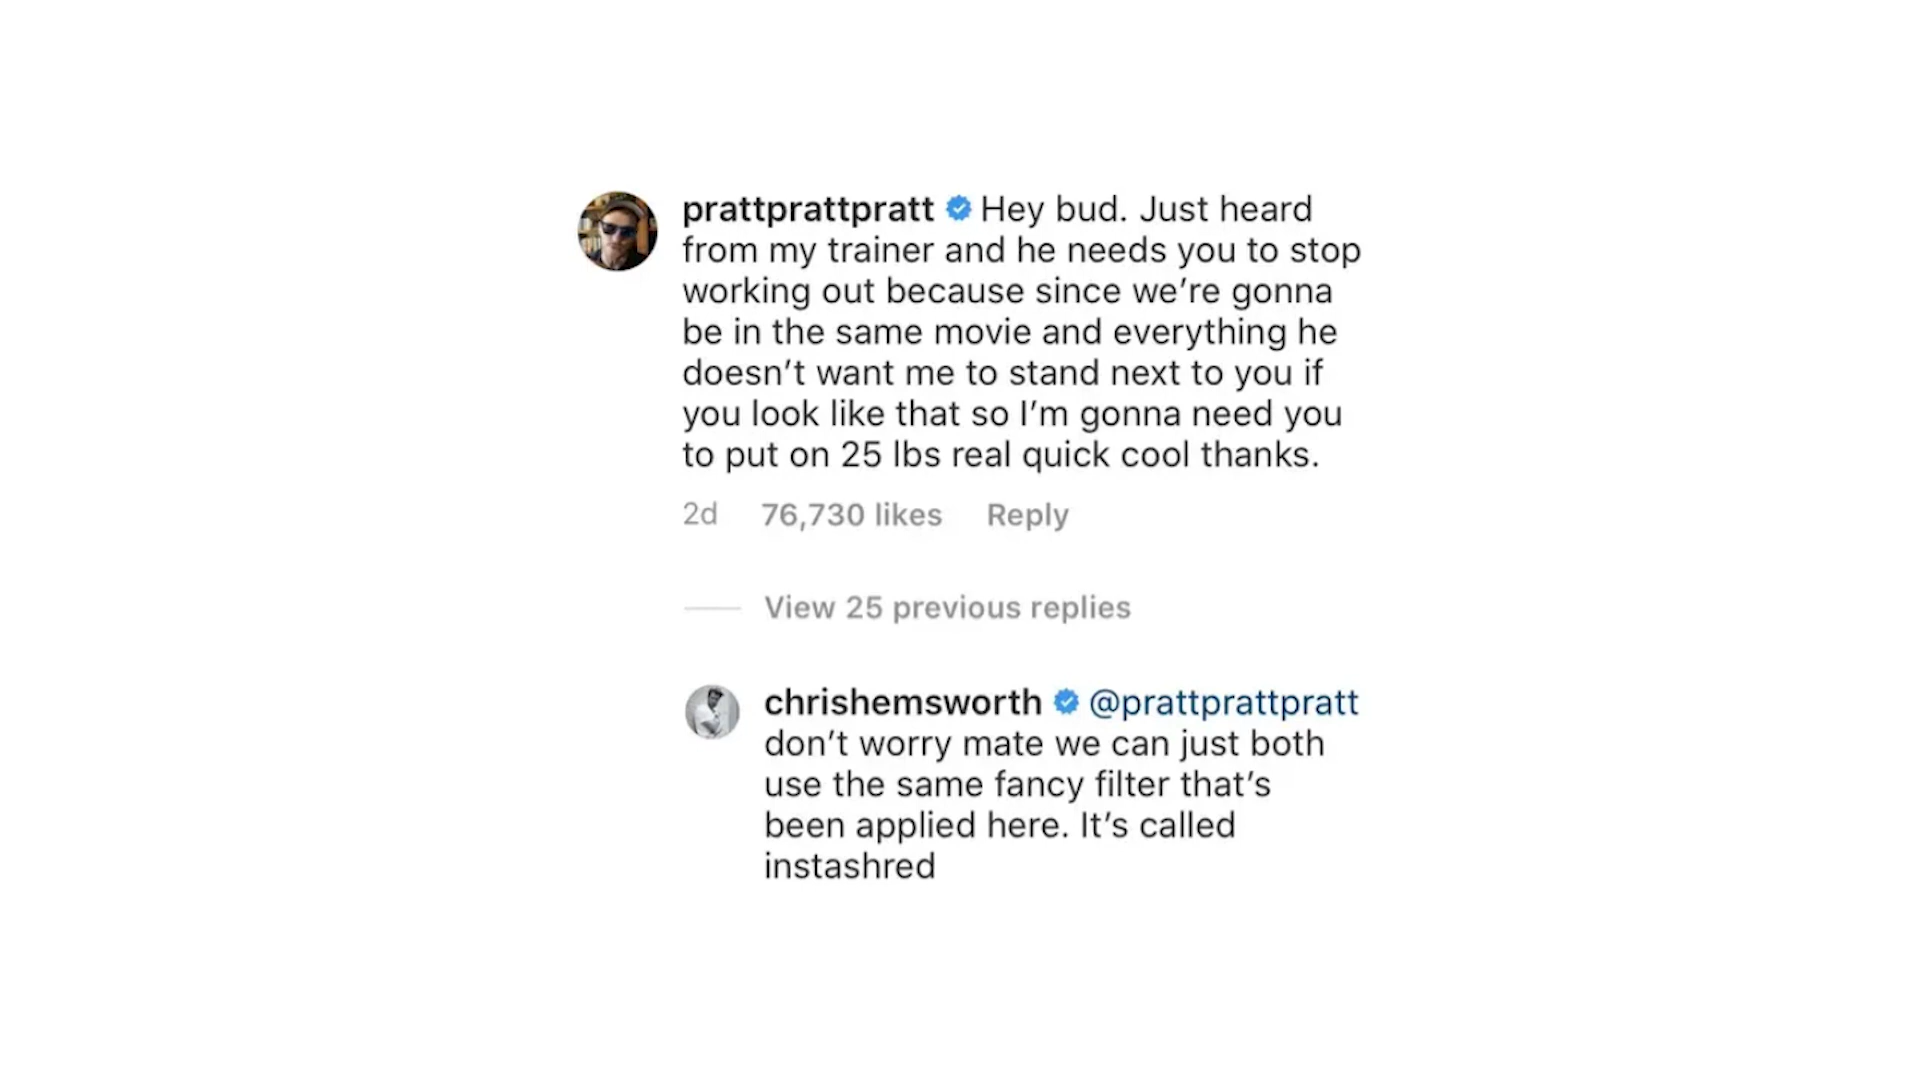 prattprattpratt Hey bud. Just heard
from my trainer and he needs you to stop
working out because since we’re gonna
be in the same movie and everything he
doesn’t want me to stand next to you if
you look like that so I’m gonna need you
to put on 25 lbs real quick cool thanks.
2d 76,730 likes Reply
View 25 previous replies
chrishemsworth @prattprattpratt
don’t worry mate we can just both
use the same fancy filter that’s
been applied here. It’s called
instashred